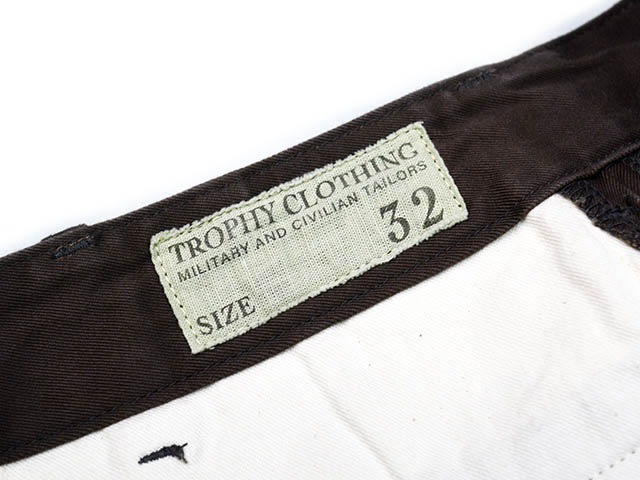 TROPHY CLOTHING
MILITARY AND CIVILIAN TAILORS
32
SIZE